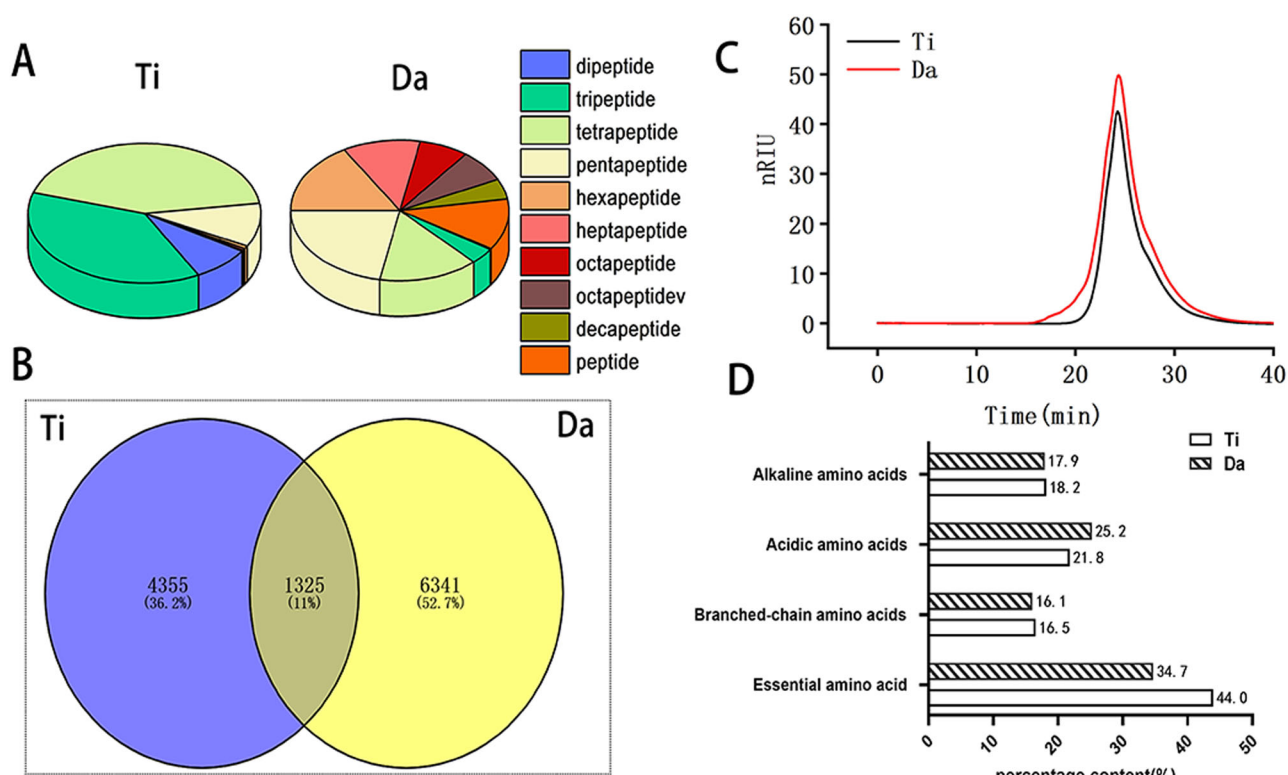 A
Ti
Da
dipeptide
tripeptide
tetrapeptide
pentapeptide
hexapeptide
heptapeptide
octapeptide
octapeptidev
decapeptide
peptide
B
Ti
Da
4355
(36.2%)
1325
(11%)
6341
(52.7%)
C
Ti
Da
nRIU
60
50
40
30
20
10
0
0 10 20 30 40
Time(min)
D
Ti
Da
Alkaline amino acids
17.9
18.2
Acidic amino acids
25.2
21.8
Branched-chain amino acids
16.1
16.5
Essential amino acid
34.7
44.0
0 10 20 30 40 50
percentage content(%)